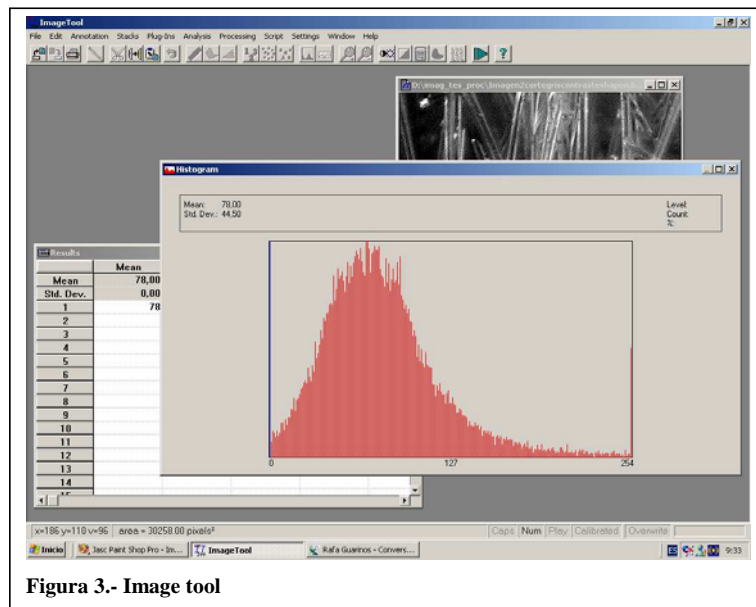 ImageTool
File Edit Annotation Stacks Plug-Ins Analysis Processing Script Settings Window Help
Histogram
Mean: 78,00
Std. Dev.: 44,50
Level:
Count:
%:
0 127 254
Results
Mean
Mean 78,00
Std. Dev. 0,00
1 78
2
3
4
5
6
7
8
9
10
11
12
13
14
x=186 y=110 v=96 area = 30258.00 pixels²
Caps Num Play Calibrated Overwrite
Inicio Jasc Paint Shop Pro - Im... ImageTool Rafa Guarinos - Convers... ES 9:33
Figura 3.- Image tool